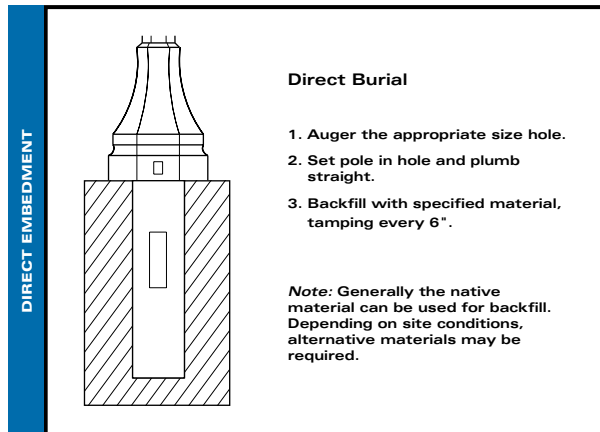 DIRECT EMBEDMENT
Direct Burial
1. Auger the appropriate size hole.
2. Set pole in hole and plumb
straight.
3. Backfill with specified material,
tamping every 6".
Note: Generally the native
material can be used for backfill.
Depending on site conditions,
alternative materials may be
required.